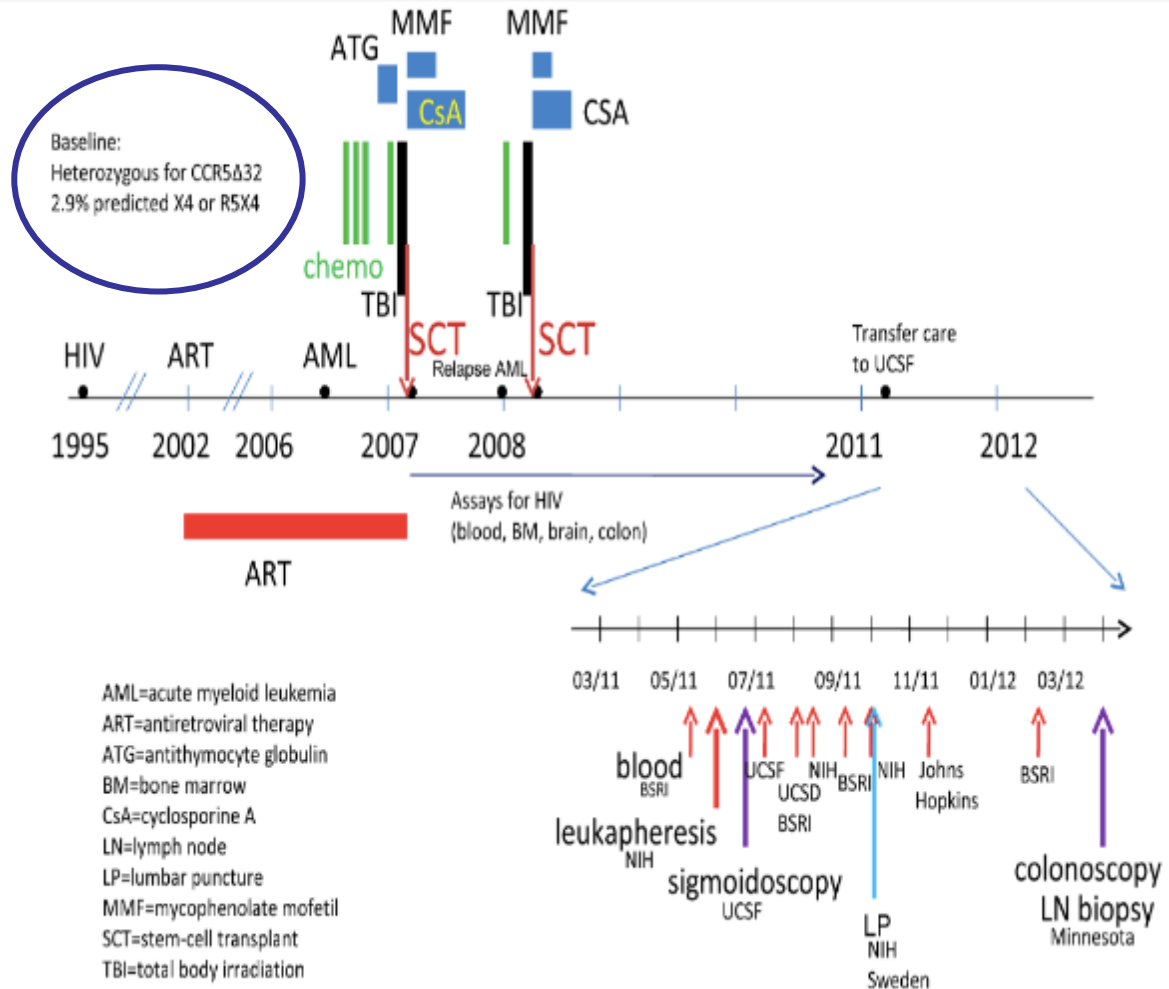 MMF
MMF
ATG
CsA
CSA
Baseline:
Heterozygous for CCR5Δ32
2.9% predicted X4 or R5X4
chemo
TBI
TBI
SCT
SCT
Relapse AML
Transfer care
to UCSF
HIV
ART
AML
1995
2002
2006
2007
2008
2011
2012
Assays for HIV
(blood, BM, brain, colon)
ART
03/11
05/11
07/11
09/11
11/11
01/12
03/12
blood
BSRI
leukapheresis
NIH
sigmoidoscopy
UCSF
UCSF
UCSD
BSRI
NIH
BSRI
NIH
LP
NIH
Sweden
Johns
Hopkins
BSRI
colonoscopy
LN biopsy
Minnesota
AML=acute myeloid leukemia
ART=antiretroviral therapy
ATG=antithymocyte globulin
BM=bone marrow
CsA=cyclosporine A
LN=lymph node
LP=lumbar puncture
MMF=mycophenolate mofetil
SCT=stem-cell transplant
TBI=total body irradiation